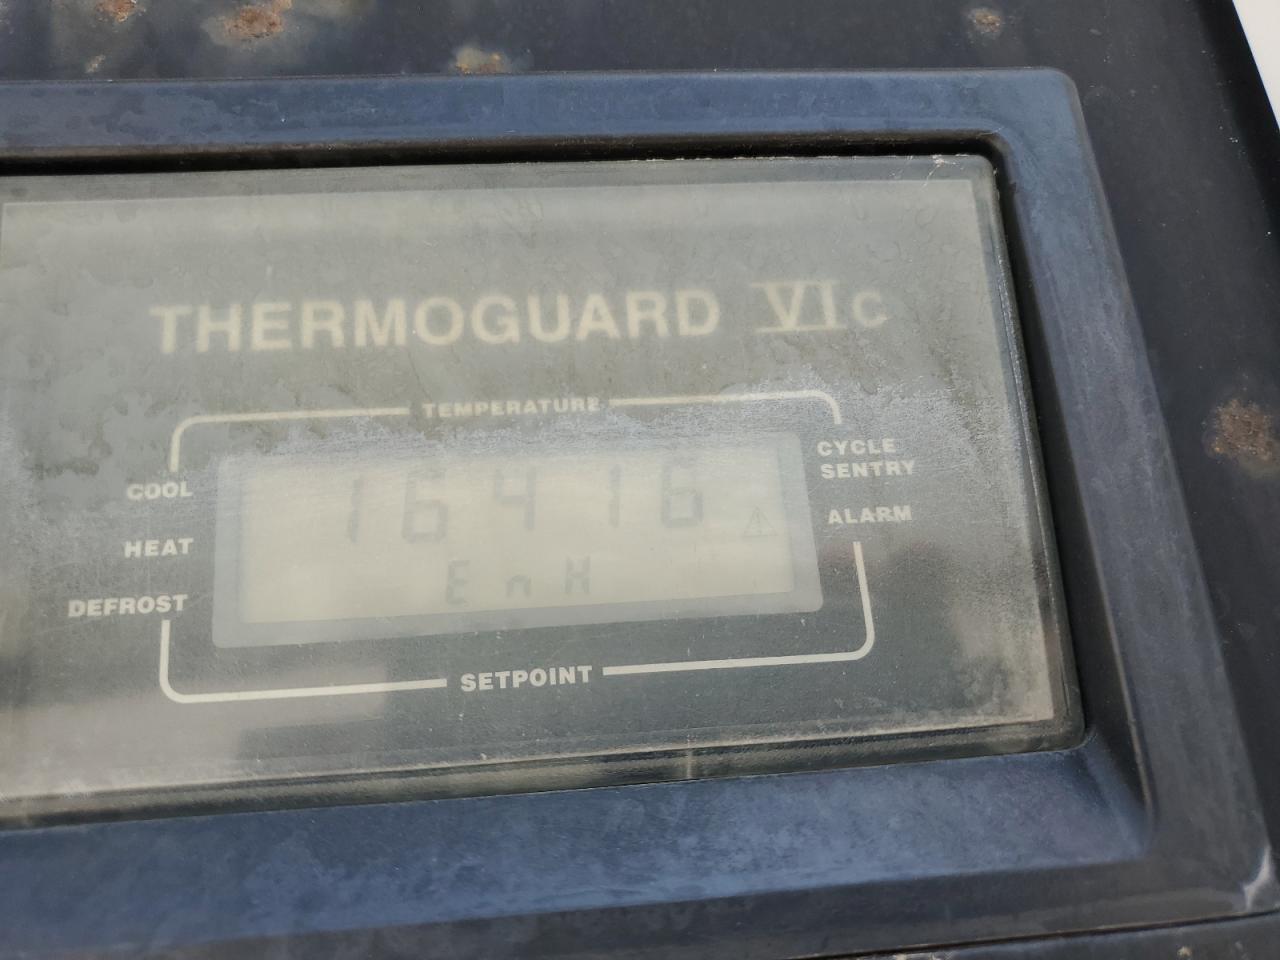 THERMOGUARD VI C
TEMPERATURE
COOL
HEAT
DEFROST
16416
EnH
CYCLE
SENTRY
ALARM
SETPOINT